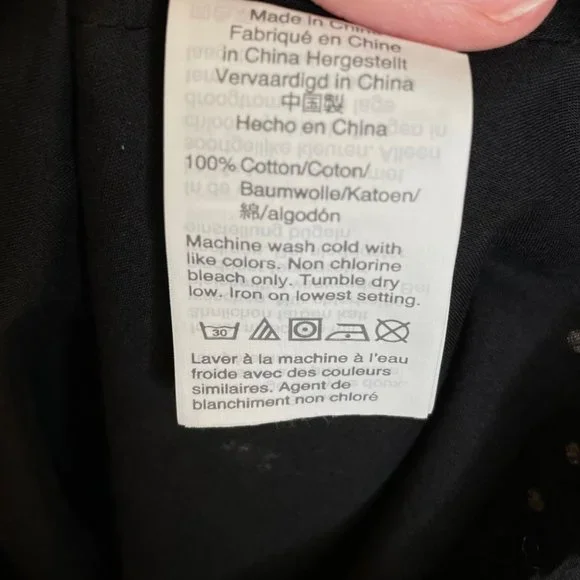 Made in China
Fabriqué en Chine
in China Hergestellt
Vervaardigd in China
中国製
Hecho en China
100% Cotton/Coton/
Baumwolle/Katoen/
綿/algodón
Machine wash cold with
like colors. Non chlorine
bleach only. Tumble dry
low. Iron on lowest setting.
30
Laver à la machine à l'eau
froide avec des couleurs
similaires. Agent de
blanchiment non chloré